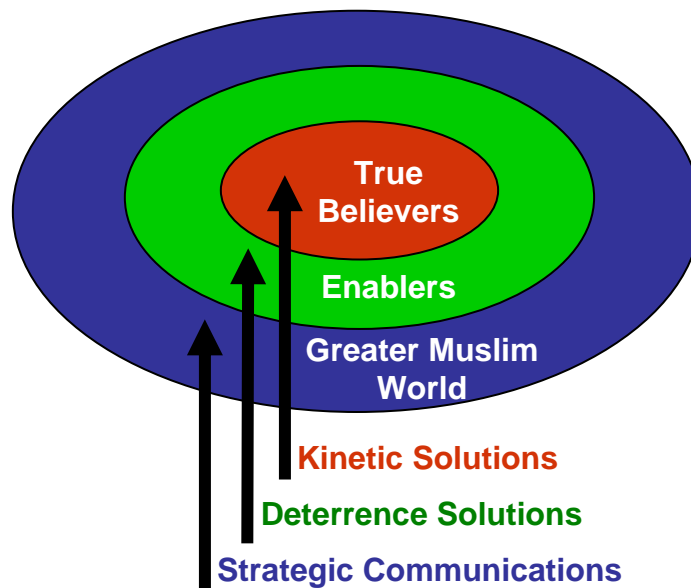 True
Believers
Enablers
Greater Muslim
World
Kinetic Solutions
Deterrence Solutions
Strategic Communications